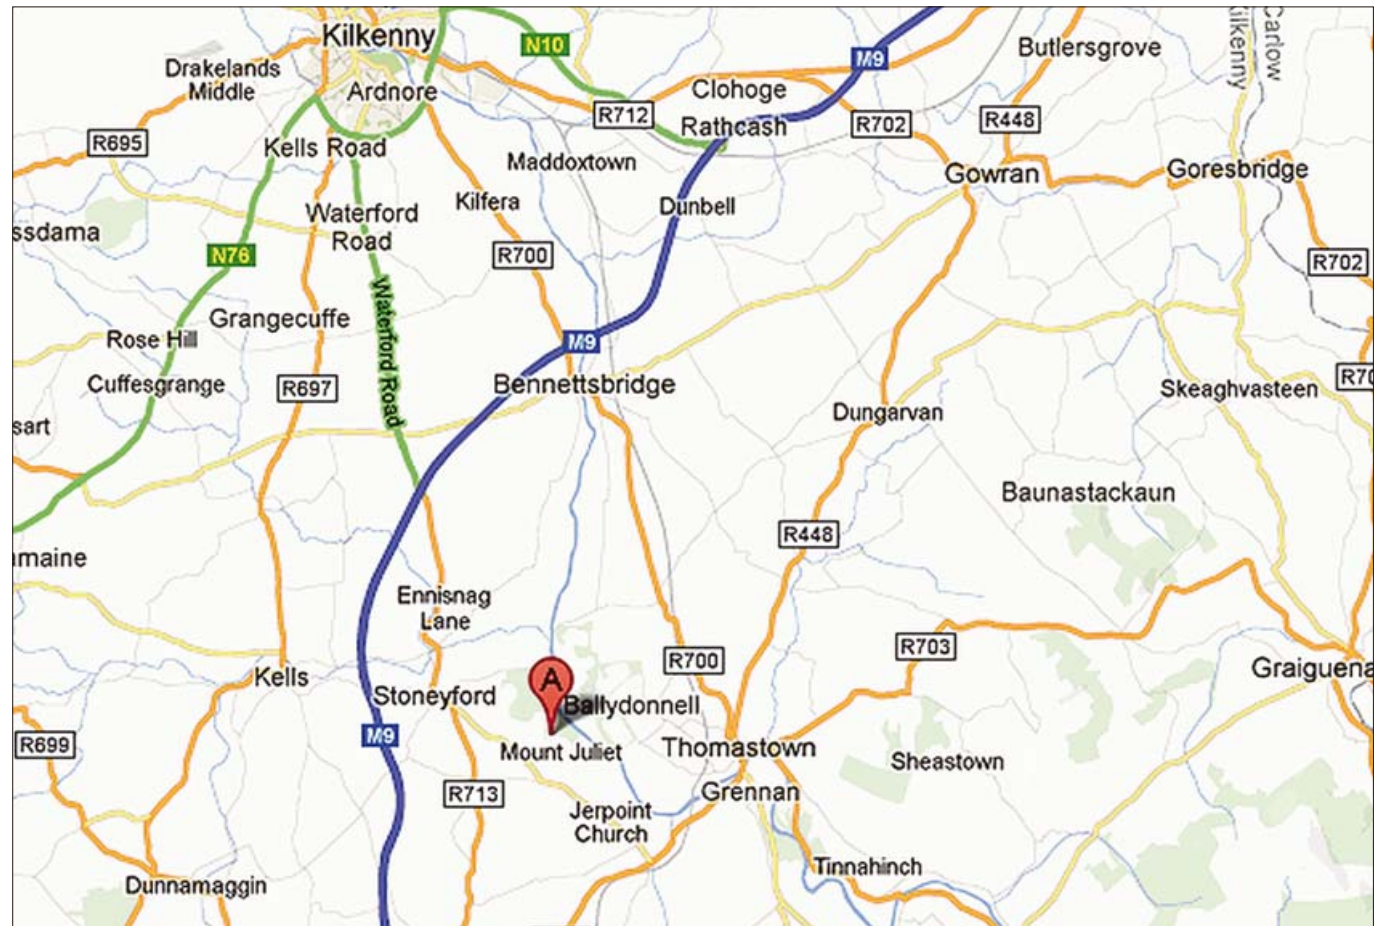 Kilkenny
N10
M9
Butlersgrove
Kilkenny
Carlow
Drakelands
Middle
Ardnore
Clohoge
R712
Rathcash
R702
R448
R695
Kells Road
Maddoxtown
Gowran
Goresbridge
Kilfera
Dunbell
Waterford
Road
ssdama
N76
R700
R702
Waterford Road
Grangecuffe
Rose Hill
M9
Cuffesgrange
R697
Bennettsbridge
R70
Skeaghvasteen
Dungarvan
sart
Baunastackaun
R448
maine
Ennisnag
Lane
R703
R700
Kells
Graiguena
Stoneyford
A
Ballydonnell
M9
R699
Mount Juliet
Thomastown
Sheastown
R713
Grennan
Jerpoint
Church
Tinnahinch
Dunnamaggin